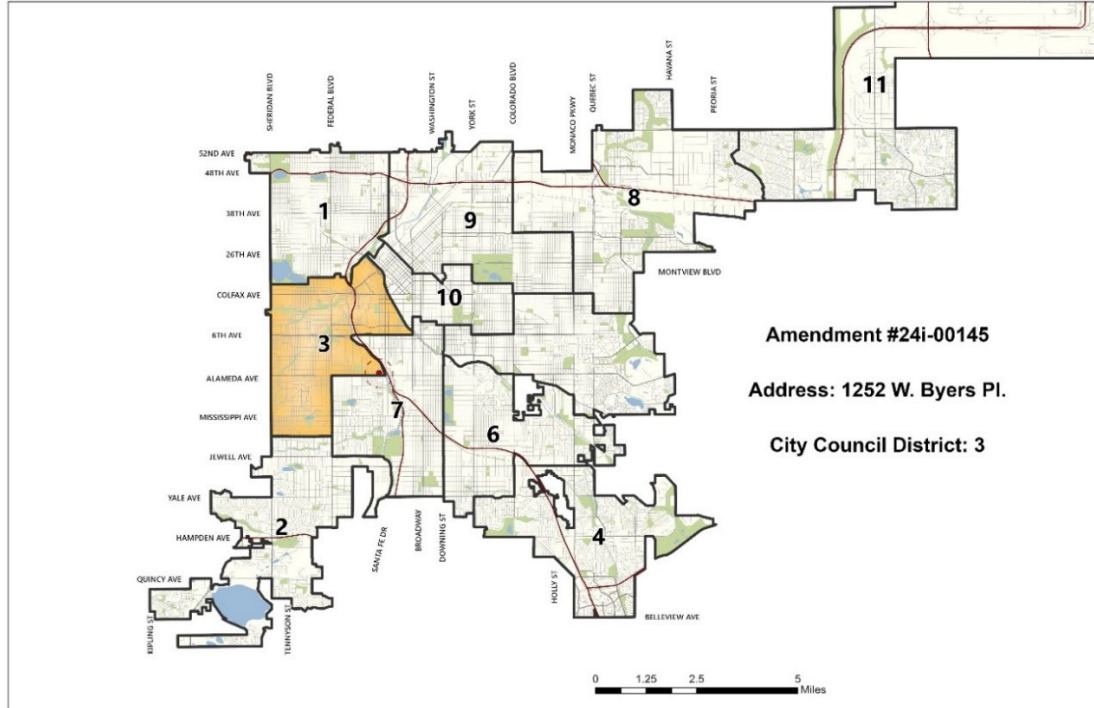 HAVANA ST
PEORIA ST
QUEBEC ST
MONACO PKWY
COLORADO BLVD
YORK ST
WASHINGTON ST
FEDERAL BLVD
SHERIDAN BLVD
11
52ND AVE
48TH AVE
38TH AVE
26TH AVE
COLFAX AVE
6TH AVE
ALAMEDA AVE
MISSISSIPPI AVE
JEWELL AVE
YALE AVE
HAMPDEN AVE
QUINCY AVE
1
9
8
10
3
7
6
2
4
MONTVIEW BLVD
Amendment #24i-00145
Address: 1252 W. Byers Pl.
City Council District: 3
SANTA FE DR
BROADWAY
DOWNING ST
HOLLY ST
BELLEVIEW AVE
KIPLING ST
TENNYSON ST
0 1.25 2.5 5
Miles